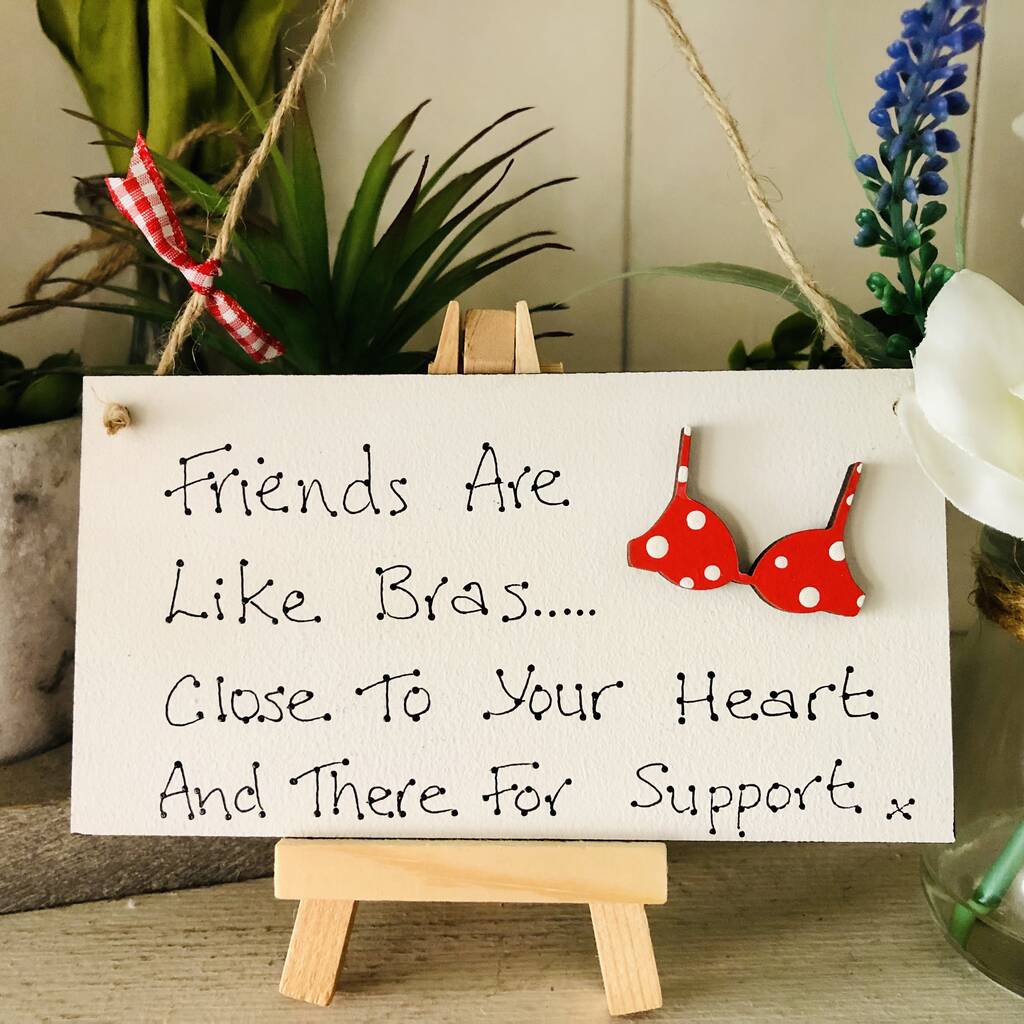 Friends Are
Like Bras.....
Close To Your Heart
And There For Support x